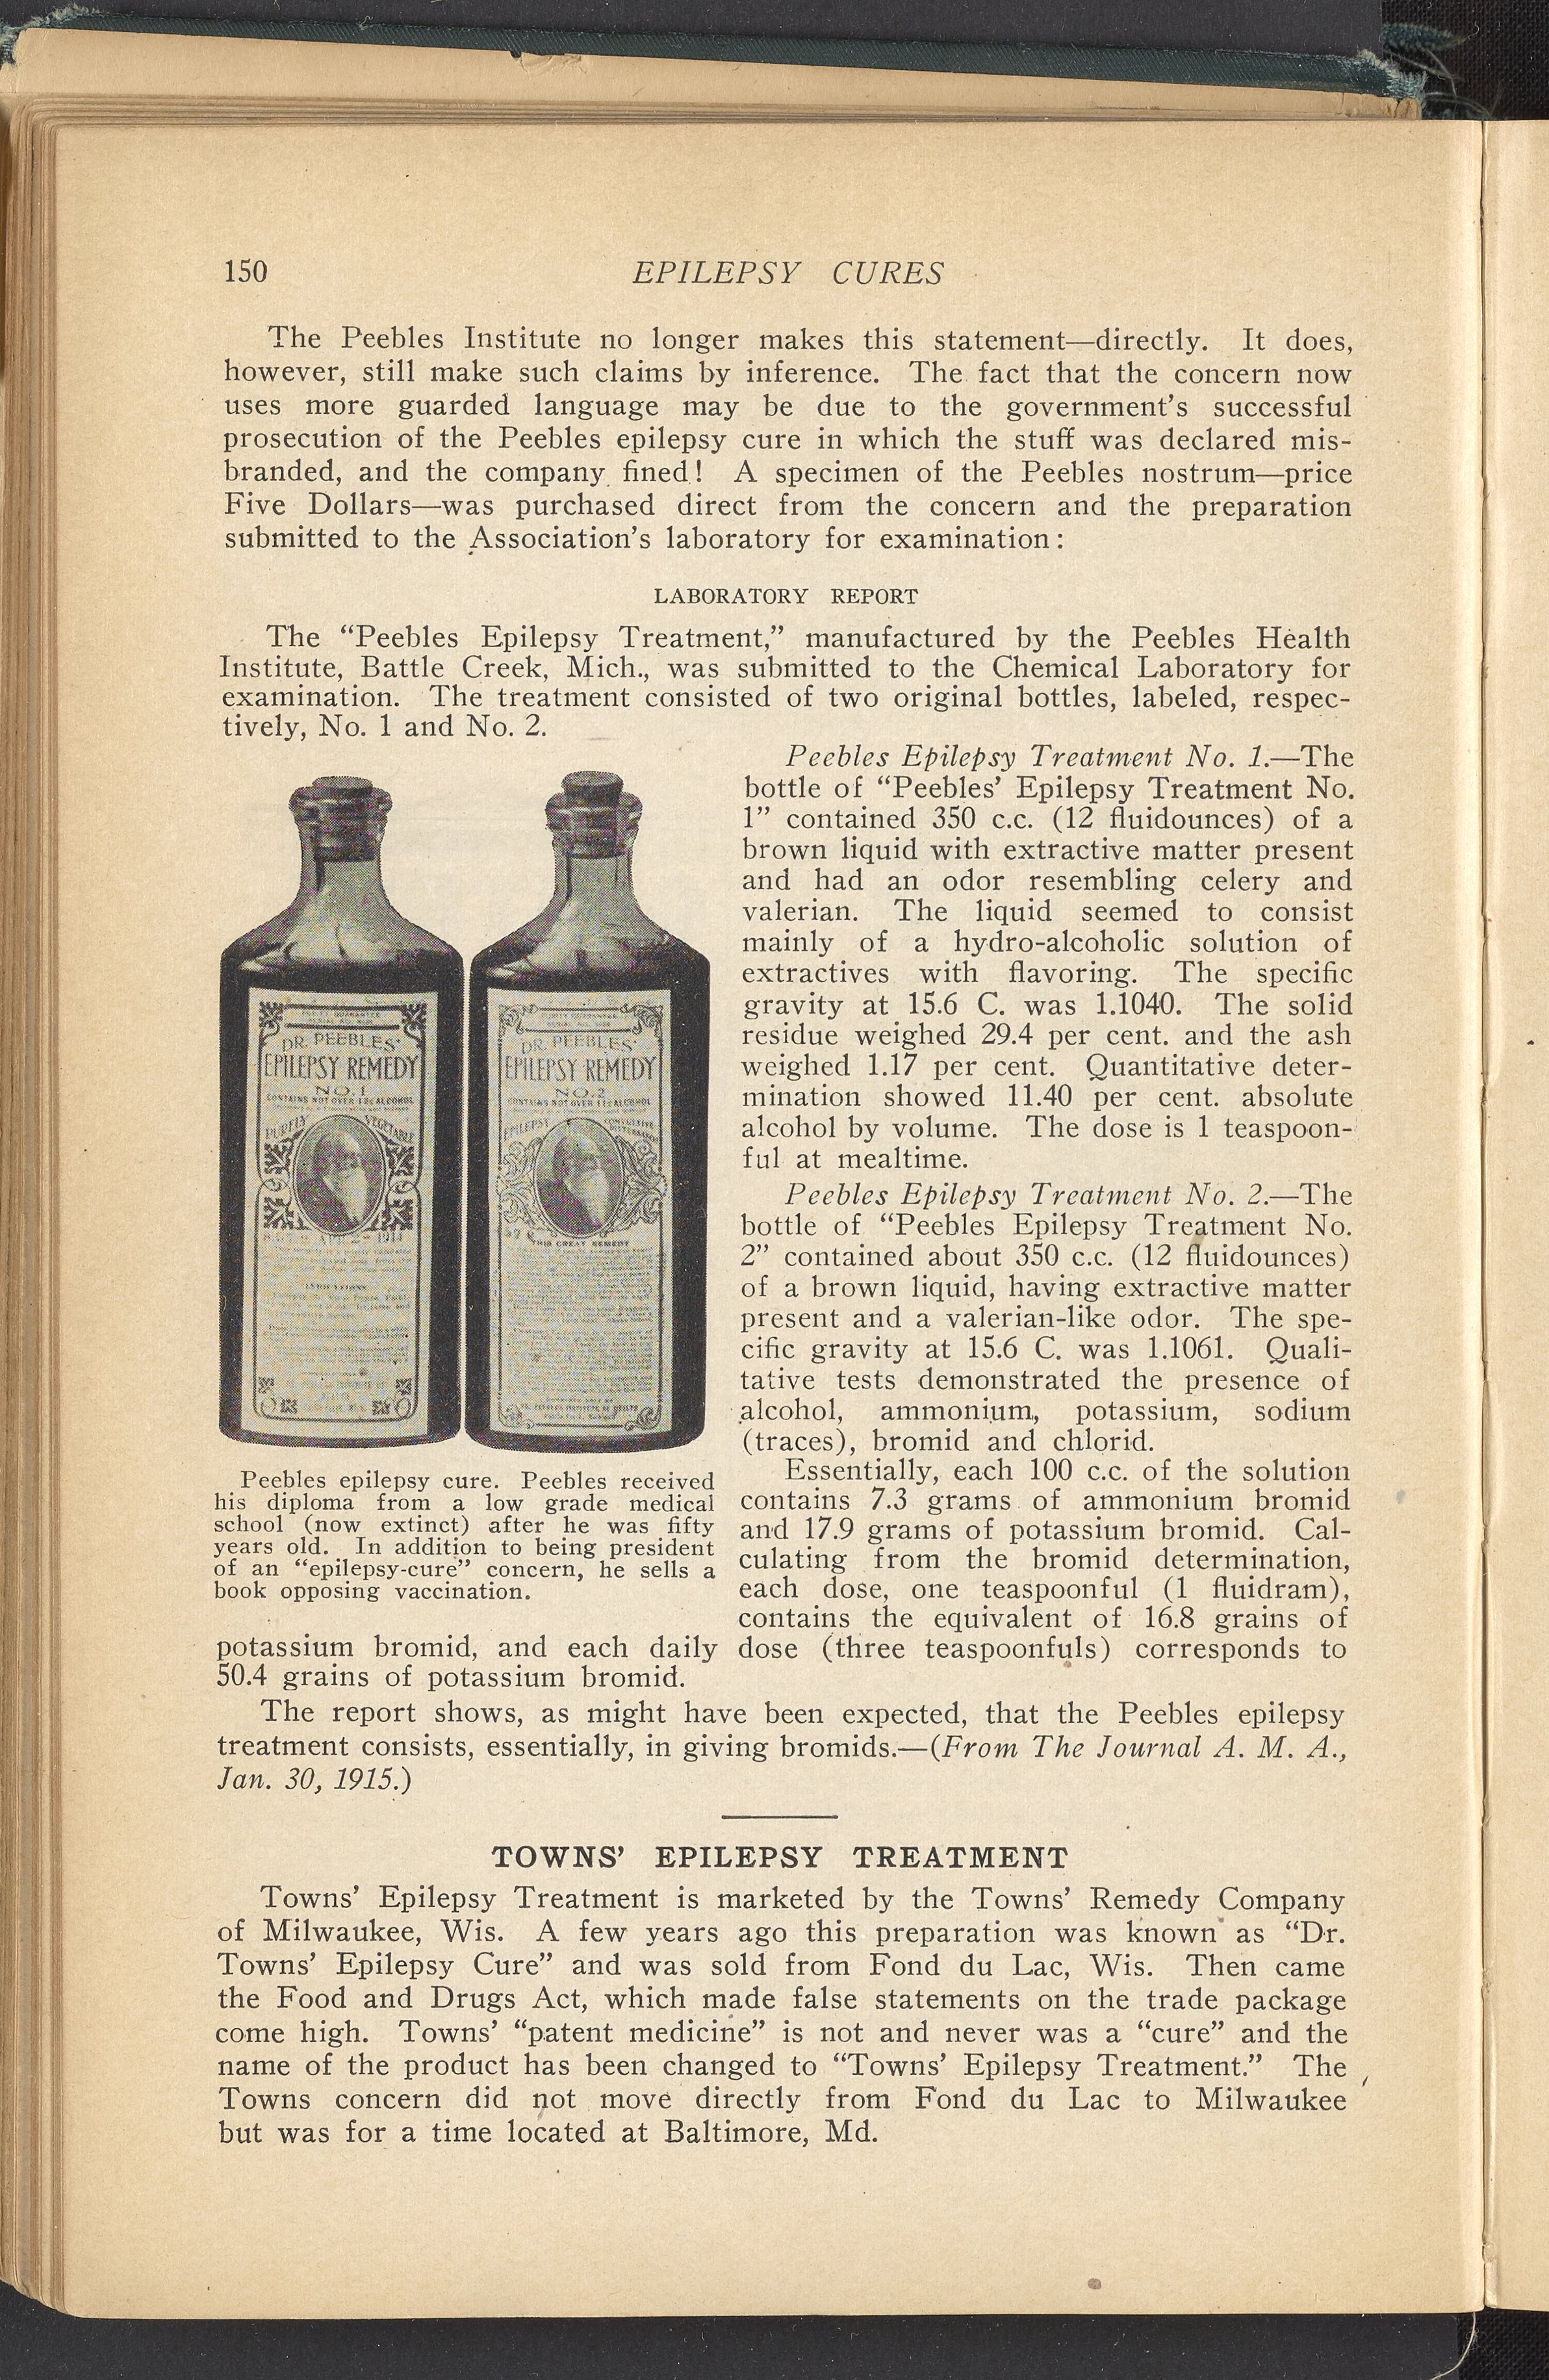 150
EPILEPSY CURES
The Peebles Institute no longer makes this statement—directly. It does,
however, still make such claims by inference. The fact that the concern now
uses more guarded language may be due to the government's successful
prosecution of the Peebles epilepsy cure in which the stuff was declared mis-
branded, and the company fined! A specimen of the Peebles nostrum—price
Five Dollars—was purchased direct from the concern and the preparation
submitted to the Association's laboratory for examination:
LABORATORY REPORT
The “Peebles Epilepsy Treatment,” manufactured by the Peebles Health
Institute, Battle Creek, Mich., was submitted to the Chemical Laboratory for
examination. The treatment consisted of two original bottles, labeled, respec-
tively, No. 1 and No. 2.
DR. PEEBLES'
EPILEPSY REMEDY
NO. 1
CONTAINS NOT OVER ALCOHOL
PURELY VEGETABLE
DR. PEEBLES'
EPILEPSY REMEDY
NO. 2
CONTAINS NOT OVER ALCOHOL
EPILEPSY
THIS GREAT REMEDY
Peebles epilepsy cure. Peebles received
his diploma from a low grade medical
school (now extinct) after he was fifty
years old. In addition to being president
of an “epilepsy-cure” concern, he sells a
book opposing vaccination.
Peebles Epilepsy Treatment No. 1.—The
bottle of “Peebles' Epilepsy Treatment No.
1” contained 350 c.c. (12 fluidounces) of a
brown liquid with extractive matter present
and had an odor resembling celery and
valerian. The liquid seemed to consist
mainly of a hydro-alcoholic solution of
extractives with flavoring. The specific
gravity at 15.6 C. was 1.1040. The solid
residue weighed 29.4 per cent. and the ash
weighed 1.17 per cent. Quantitative deter-
mination showed 11.40 per cent. absolute
alcohol by volume. The dose is 1 teaspoon-
ful at mealtime.
Peebles Epilepsy Treatment No. 2.—The
bottle of “Peebles Epilepsy Treatment No.
2” contained about 350 c.c. (12 fluidounces)
of a brown liquid, having extractive matter
present and a valerian-like odor. The spe-
cific gravity at 15.6 C. was 1.1061. Quali-
tative tests demonstrated the presence of
alcohol, ammonium, potassium, sodium
(traces), bromid and chlorid.
Essentially, each 100 c.c. of the solution
contains 7.3 grams of ammonium bromid
and 17.9 grams of potassium bromid. Cal-
culating from the bromid determination,
each dose, one teaspoonful (1 fluidram),
contains the equivalent of 16.8 grains of
potassium bromid, and each daily dose (three teaspoonfuls) corresponds to
50.4 grains of potassium bromid.
The report shows, as might have been expected, that the Peebles epilepsy
treatment consists, essentially, in giving bromids.—(From The Journal A. M. A.,
Jan. 30, 1915.)
TOWNS' EPILEPSY TREATMENT
Towns' Epilepsy Treatment is marketed by the Towns' Remedy Company
of Milwaukee, Wis. A few years ago this preparation was known as “Dr.
Towns' Epilepsy Cure” and was sold from Fond du Lac, Wis. Then came
the Food and Drugs Act, which made false statements on the trade package
come high. Towns' “patent medicine” is not and never was a “cure” and the
name of the product has been changed to “Towns' Epilepsy Treatment.” The
Towns concern did not move directly from Fond du Lac to Milwaukee
but was for a time located at Baltimore, Md.